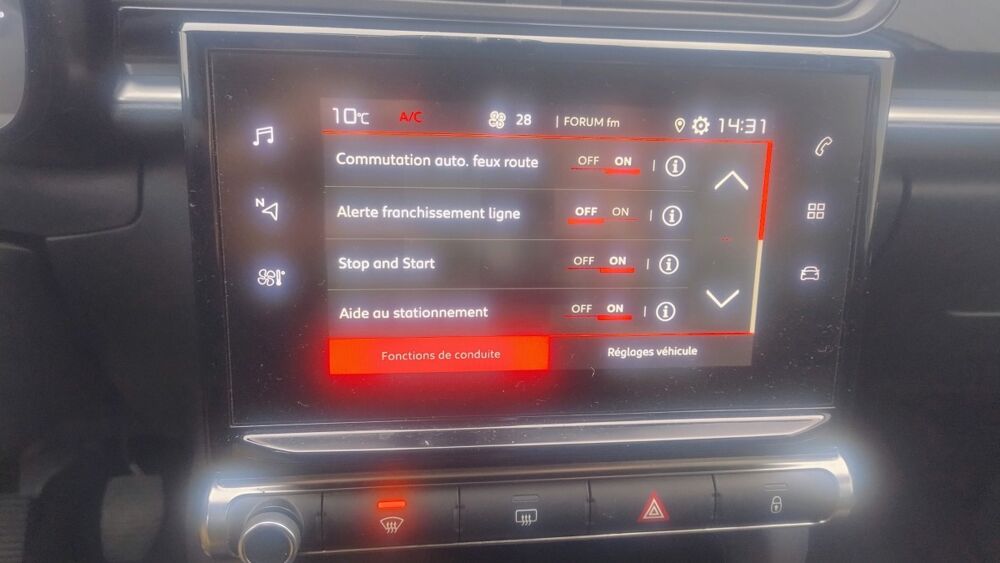 10°C A/C 28 | FORUM fm 14:31
Commutation auto. feux route OFF ON | i
N
Alerte franchissement ligne OFF ON | i
Stop and Start OFF ON | i
Aide au stationnement OFF ON | i
Fonctions de conduite Réglages véhicule